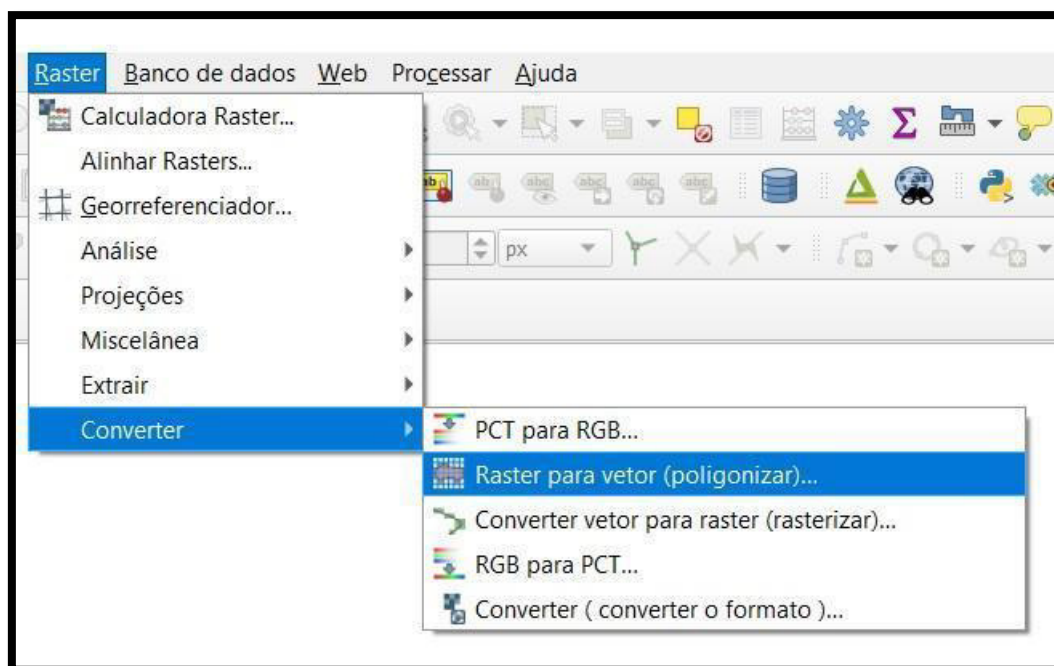 Raster Banco de dados Web Processar Ajuda
Calculadora Raster...
Alinhar Rasters...
Georreferenciador...
Análise
px
Projeções
Miscelânea
Extrair
Converter
PCT para RGB...
Raster para vetor (poligonizar)...
Converter vetor para raster (rasterizar)...
RGB para PCT...
Converter ( converter o formato )...